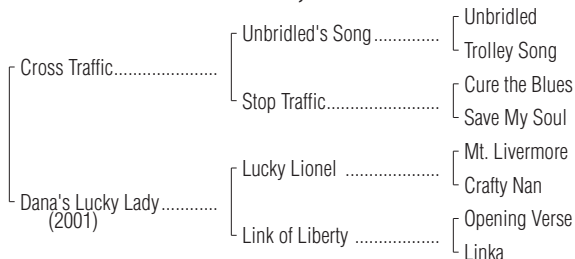 Unbridled
Unbridled's Song..............
Trolley Song
Cross Traffic.....................
Cure the Blues
Stop Traffic.......................
Save My Soul
Mt. Livermore
Lucky Lionel ...................
Crafty Nan
Dana's Lucky Lady...........
(2001)
Opening Verse
Link of Liberty .................
Linka